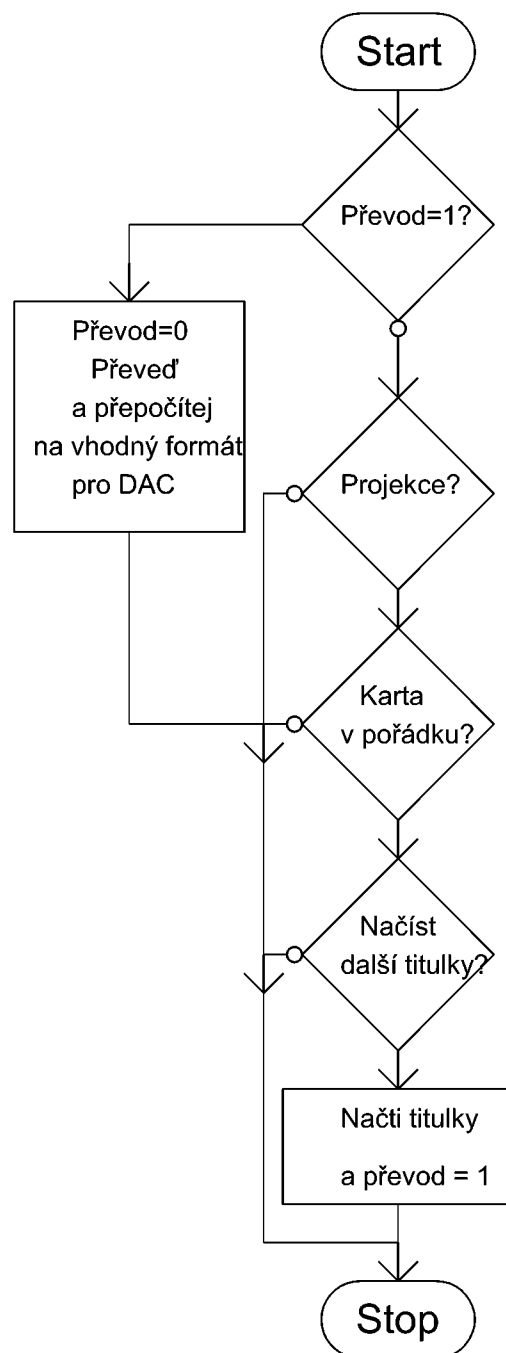 Start
Převod=1?
Převod=0
Převeď
a přepočítej
na vhodný formát
pro DAC
Projekce?
Karta
v pořádku?
Načíst
další titulky?
Načti titulky
a převod = 1
Stop